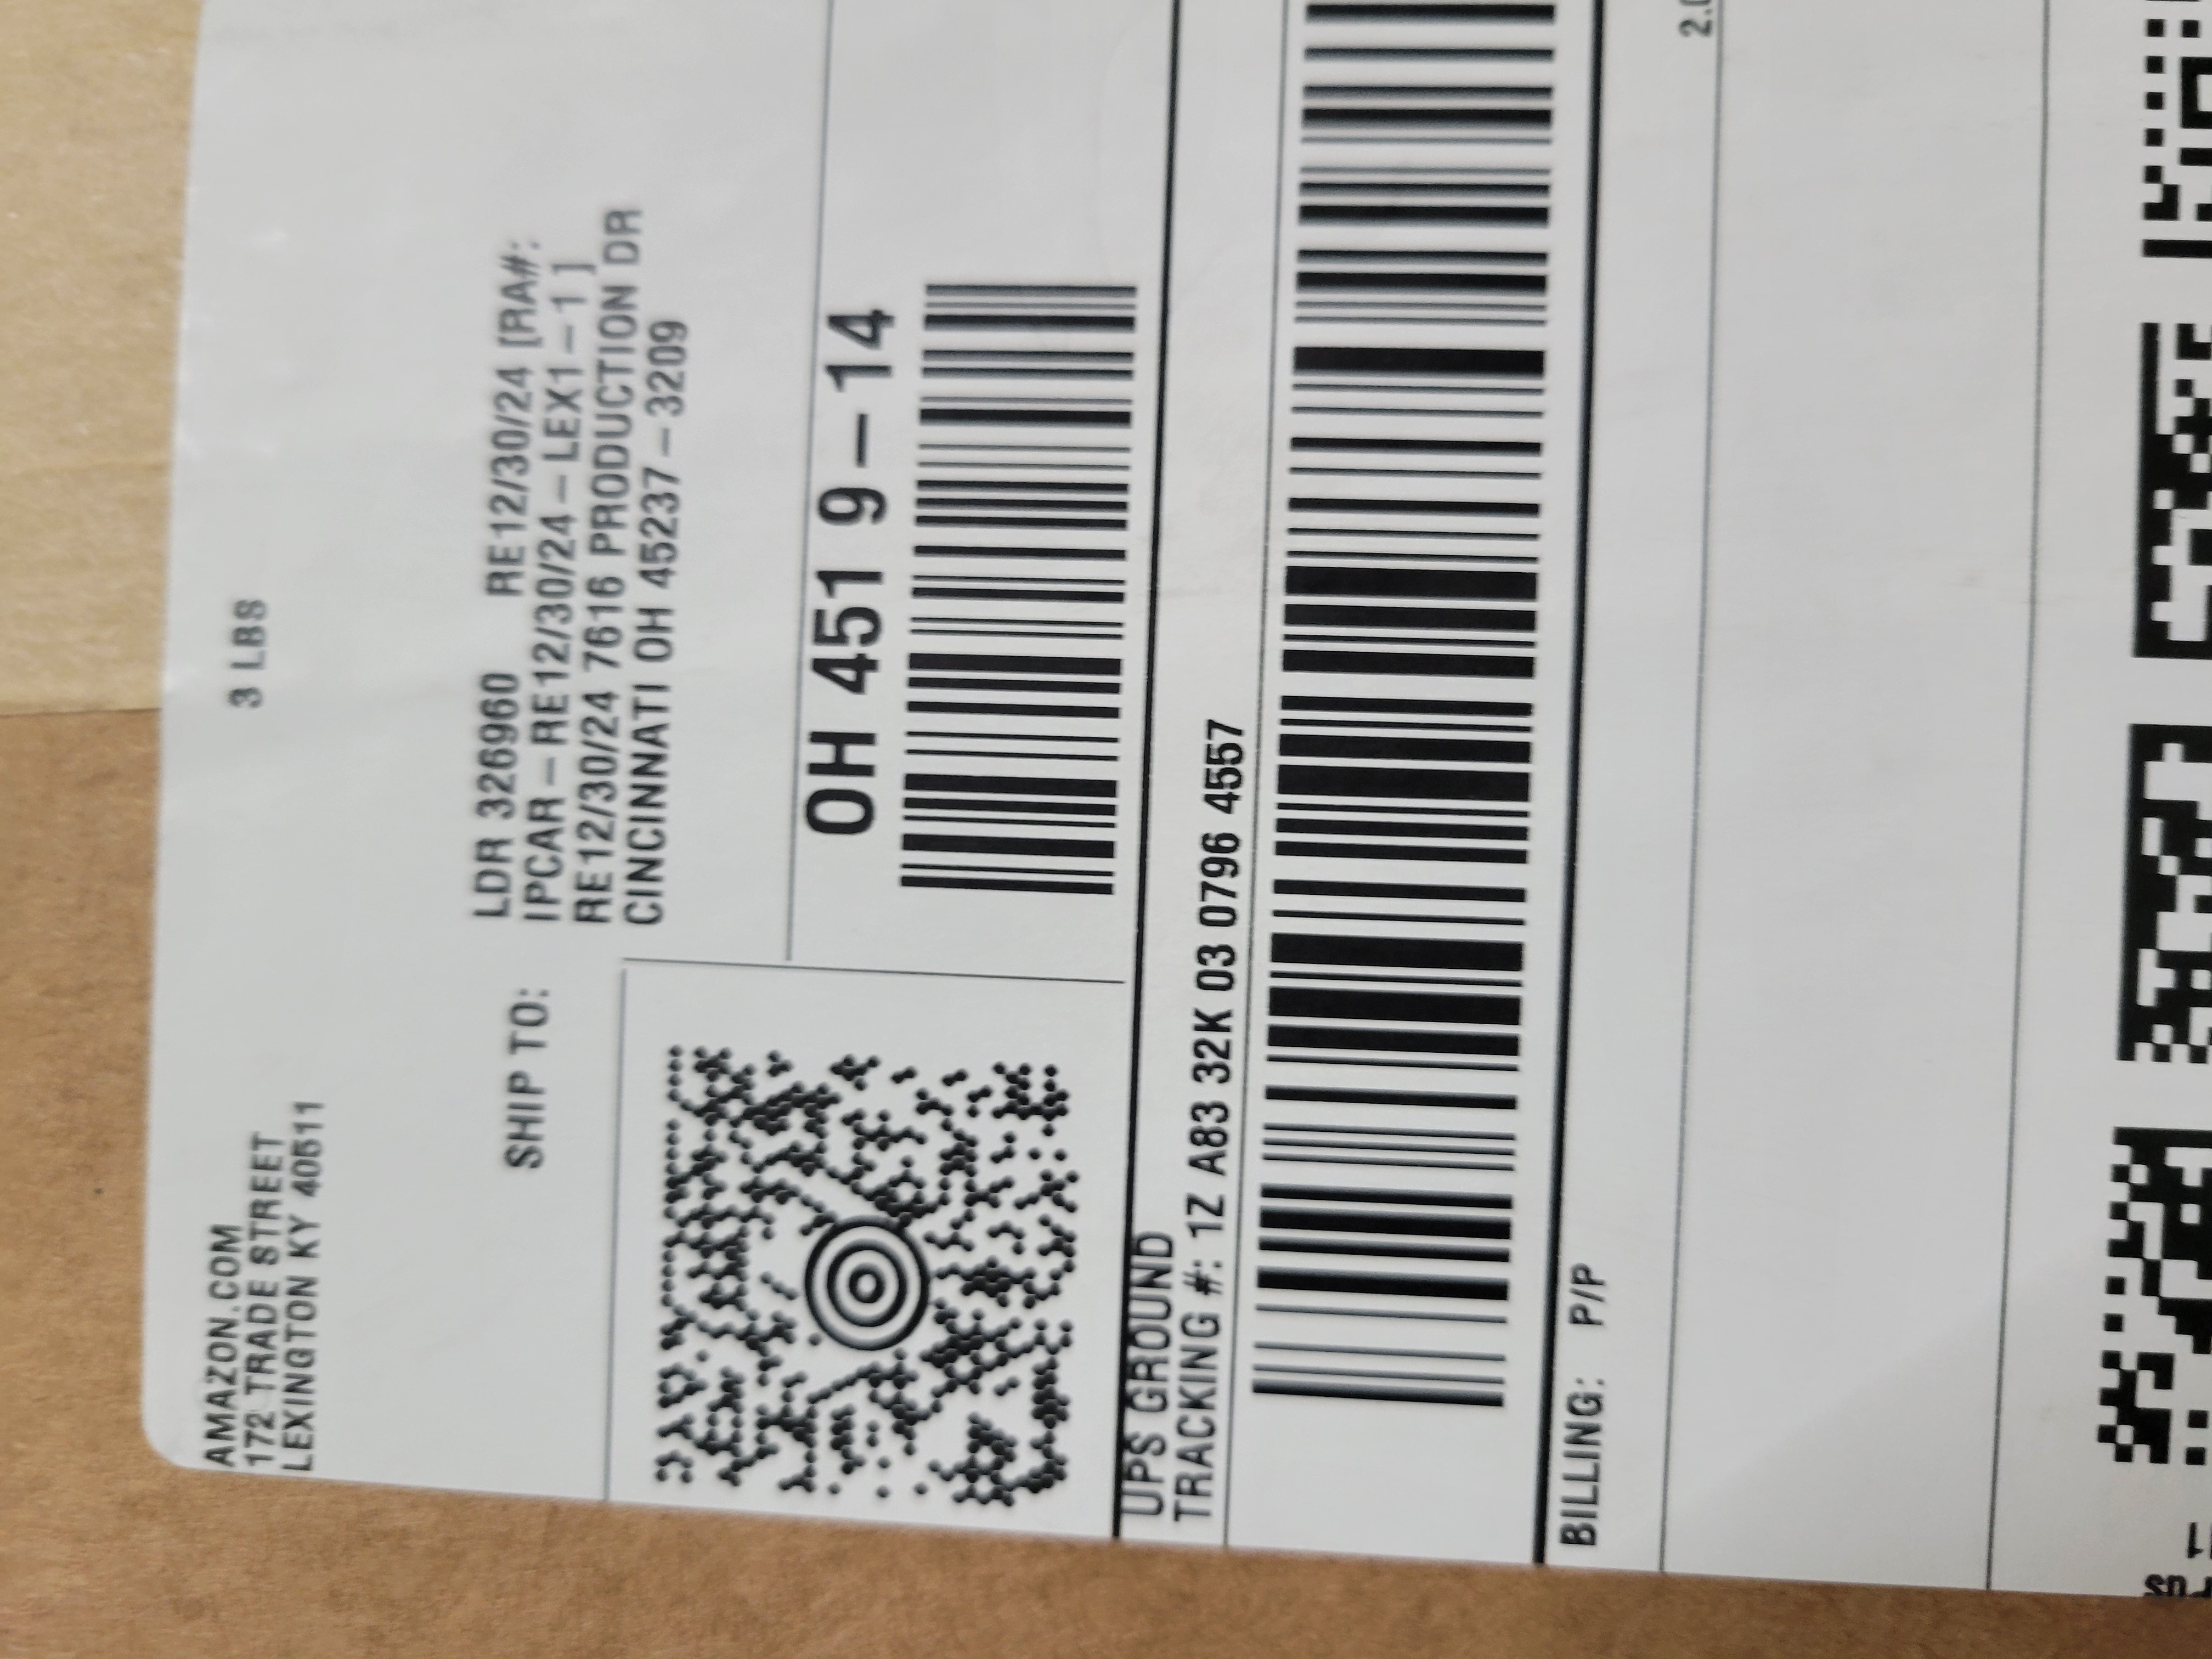 AMAZON.COM
172 TRADE STREET
LEXINGTON KY 40511
3 LBS
SHIP TO:
LDR 326960 RE12/30/24 [RA#:
IPCAR-RE12/30/24-LEX1-1 ]
RE12/30/24 7616 PRODUCTION DR
CINCINNATI OH 45237-3209
OH 451 9-14
UPS GROUND
TRACKING #: 1Z A83 32K 03 0796 4557
BILLING: P/P